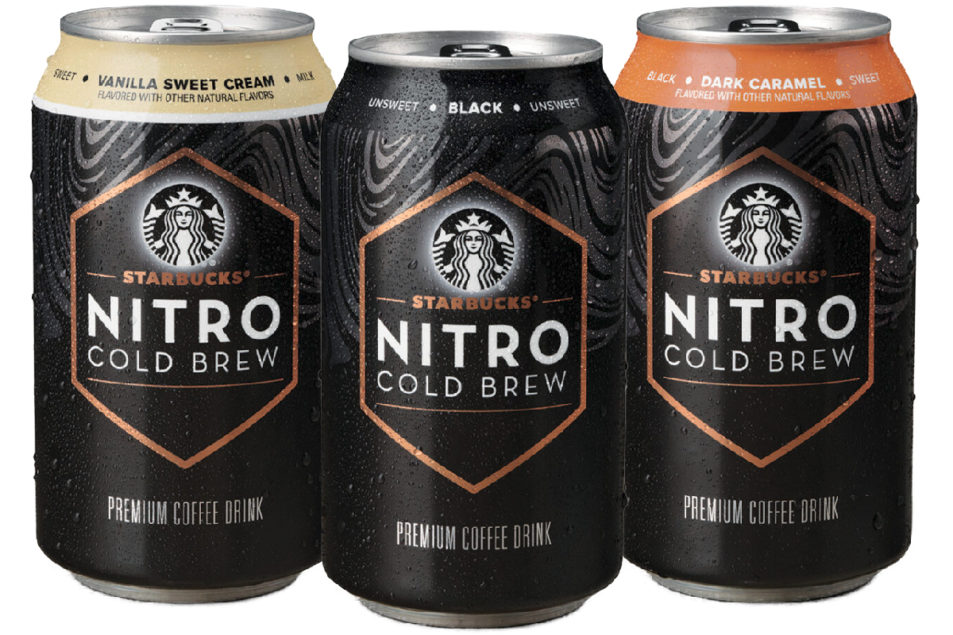 SWEET • VANILLA SWEET CREAM • MILK
FLAVORED WITH OTHER NATURAL FLAVORS
STARBUCKS®
NITRO
COLD BREW
PREMIUM COFFEE DRINK
UNSWEET • BLACK • UNSWEET
STARBUCKS®
NITRO
COLD BREW
PREMIUM COFFEE DRINK
BLACK • DARK CARAMEL • SWEET
FLAVORED WITH OTHER NATURAL FLAVORS
STARBUCKS®
NITRO
COLD BREW
PREMIUM COFFEE DRINK